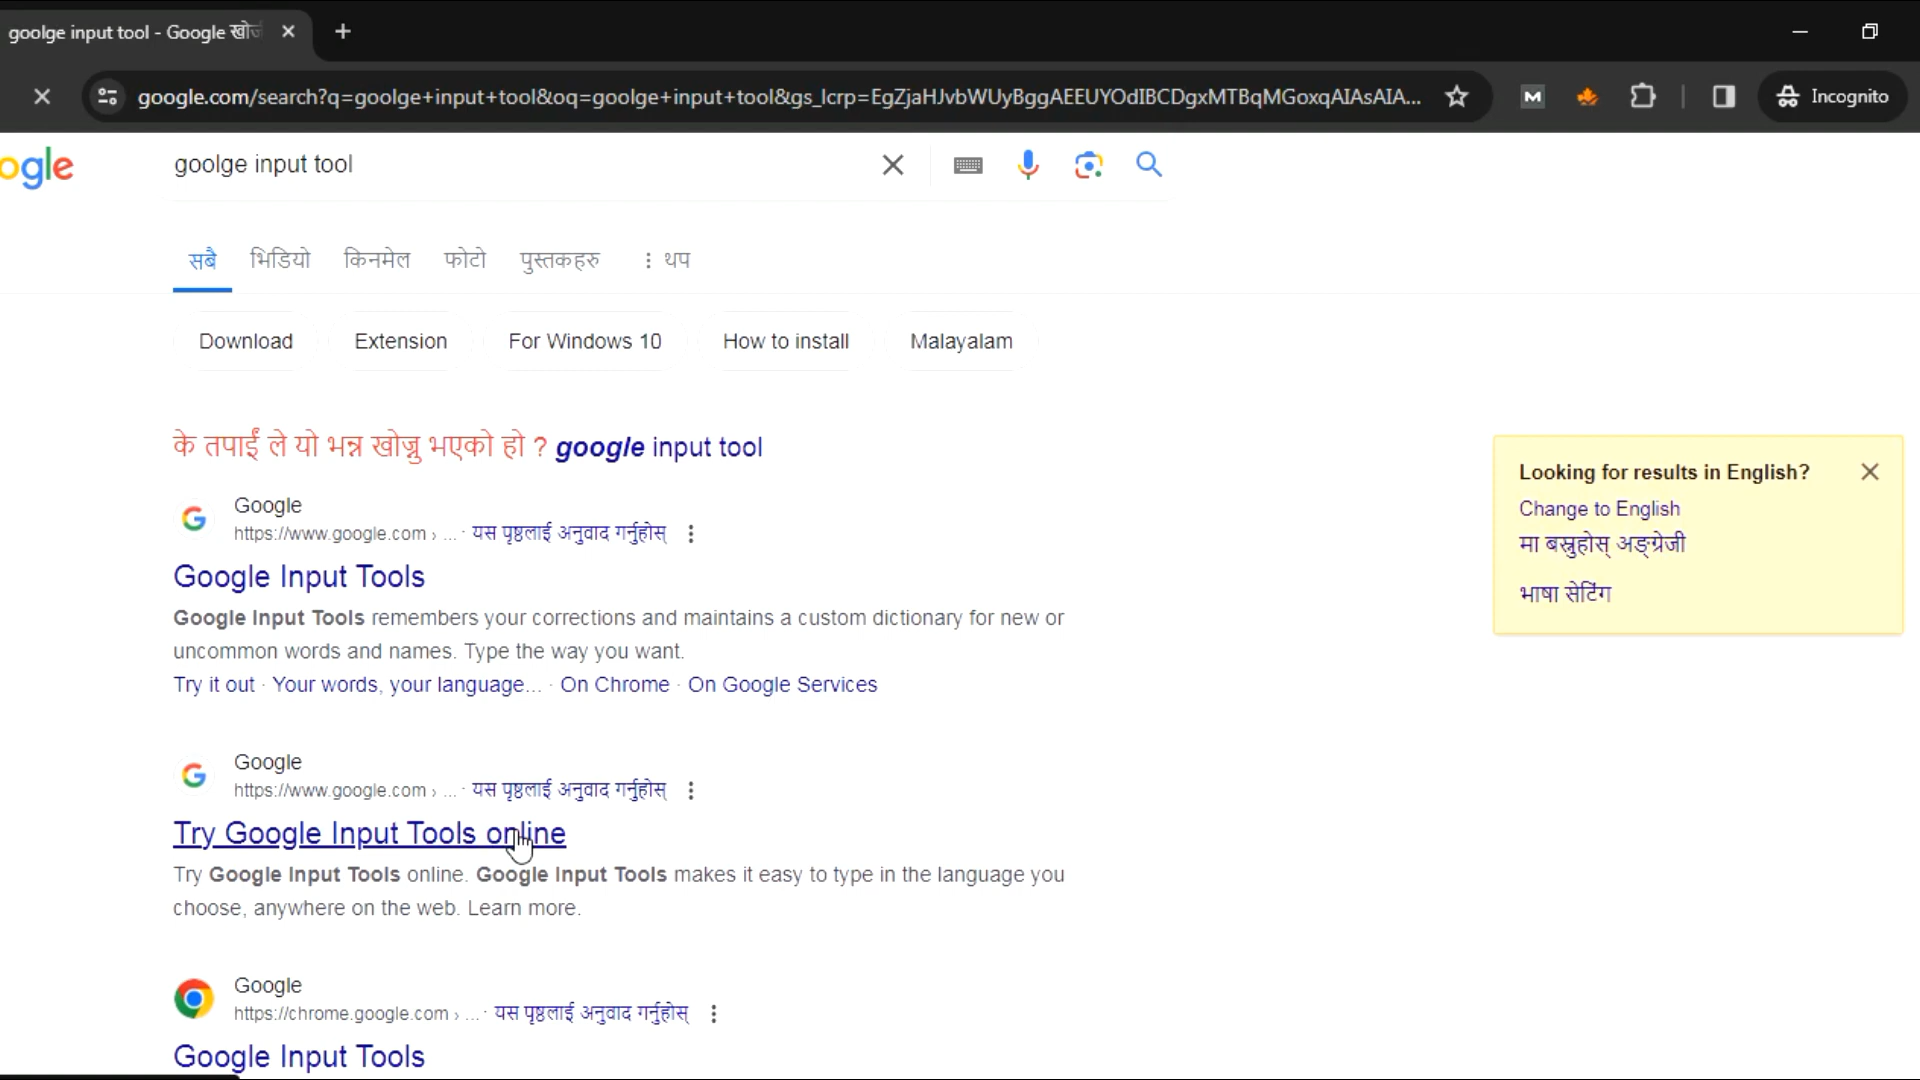 goolge input tool - Google खोज
google.com/search?q=goolge+input+tool&oq=goolge+input+tool&gs_lcrp=EgZjaHJvbWUyBggAEEUYOdIBCDgxMTBqMGoxqAIAsAIA...
Incognito
ogle
goolge input tool
सबै भिडियो किनमेल फोटो पुस्तकहरु ⋮ थप
Download Extension For Windows 10 How to install Malayalam
के तपाईं ले यो भन्न खोज्नु भएको हो ? google input tool
Looking for results in English?
Change to English
मा बस्नुहोस् अङ्ग्रेजी
भाषा सेटिंग
Google
https://www.google.com › ... · यस पृष्ठलाई अनुवाद गर्नुहोस्
Google Input Tools
Google Input Tools remembers your corrections and maintains a custom dictionary for new or
uncommon words and names. Type the way you want.
Try it out · Your words, your language... · On Chrome · On Google Services
Google
https://www.google.com › ... · यस पृष्ठलाई अनुवाद गर्नुहोस्
Try Google Input Tools online
Try Google Input Tools online. Google Input Tools makes it easy to type in the language you
choose, anywhere on the web. Learn more.
Google
https://chrome.google.com › ... · यस पृष्ठलाई अनुवाद गर्नुहोस्
Google Input Tools